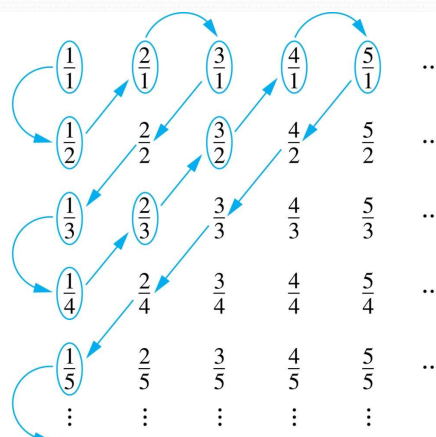 1/1 2/1 3/1 4/1 5/1 ...
1/2 2/2 3/2 4/2 5/2 ...
1/3 2/3 3/3 4/3 5/3 ...
1/4 2/4 3/4 4/4 5/4 ...
1/5 2/5 3/5 4/5 5/5 ...
⋮ ⋮ ⋮ ⋮ ⋮